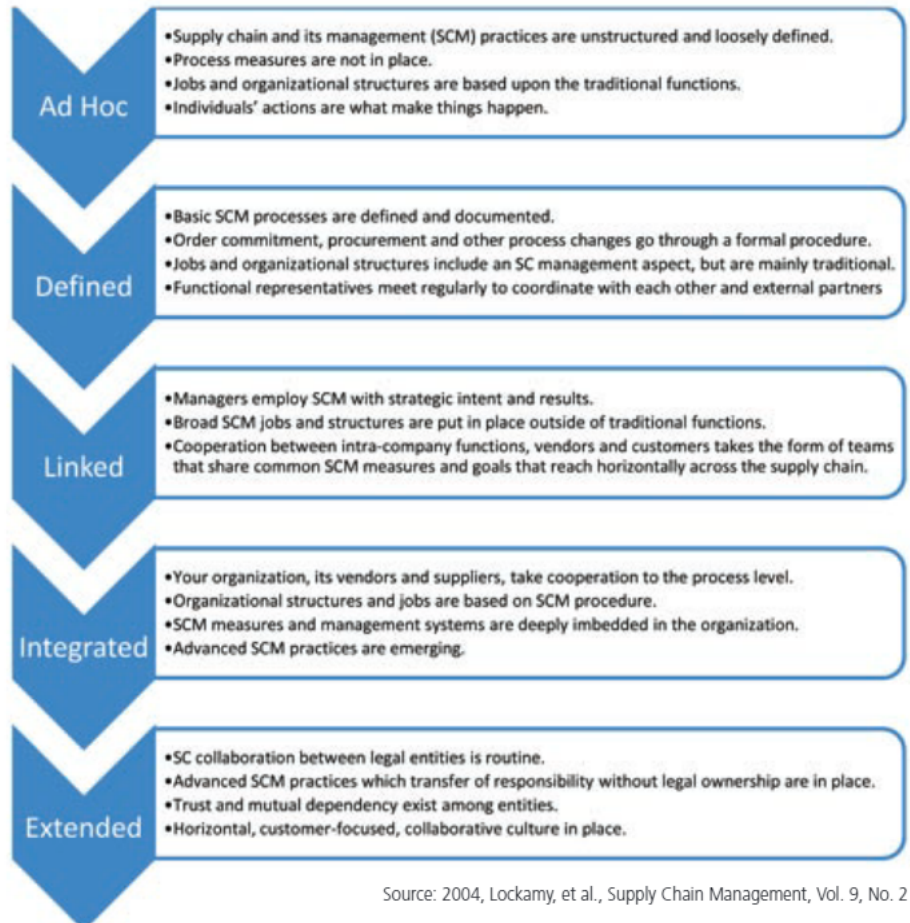 Ad Hoc
•Supply chain and its management (SCM) practices are unstructured and loosely defined.
•Process measures are not in place.
•Jobs and organizational structures are based upon the traditional functions.
•Individuals' actions are what make things happen.
Defined
•Basic SCM processes are defined and documented.
•Order commitment, procurement and other process changes go through a formal procedure.
•Jobs and organizational structures include an SC management aspect, but are mainly traditional.
•Functional representatives meet regularly to coordinate with each other and external partners
Linked
•Managers employ SCM with strategic intent and results.
•Broad SCM jobs and structures are put in place outside of traditional functions.
•Cooperation between intra-company functions, vendors and customers takes the form of teams
that share common SCM measures and goals that reach horizontally across the supply chain.
Integrated
•Your organization, its vendors and suppliers, take cooperation to the process level.
•Organizational structures and jobs are based on SCM procedure.
•SCM measures and management systems are deeply imbedded in the organization.
•Advanced SCM practices are emerging.
Extended
•SC collaboration between legal entities is routine.
•Advanced SCM practices which transfer of responsibility without legal ownership are in place.
•Trust and mutual dependency exist among entities.
•Horizontal, customer-focused, collaborative culture in place.
Source: 2004, Lockamy, et al., Supply Chain Management, Vol. 9, No. 2